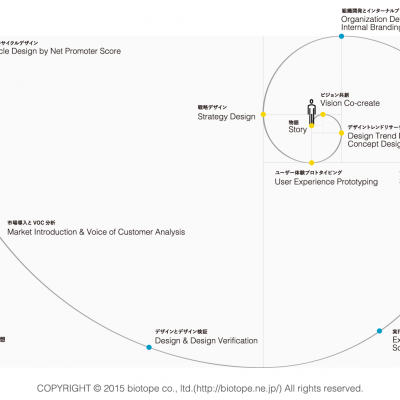 組織開発とインターナルブ
Organization De
Internal Branding
サイクルデザイン
cle Design by Net Promoter Score
ビジョン共創
Vision Co-create
戦略デザイン
Strategy Design
物語
Story
デザイントレンドリサー
Design Trend
Concept Desig
ユーザー体験プロトタイピング
User Experience Prototyping
市場導入とVOC分析
Market Introduction & Voice of Customer Analysis
デザインとデザイン検証
Design & Design Verification
想
Ex
So
COPYRIGHT © 2015 biotope co., ltd.(http://biotope.ne.jp/) All rights reserved.